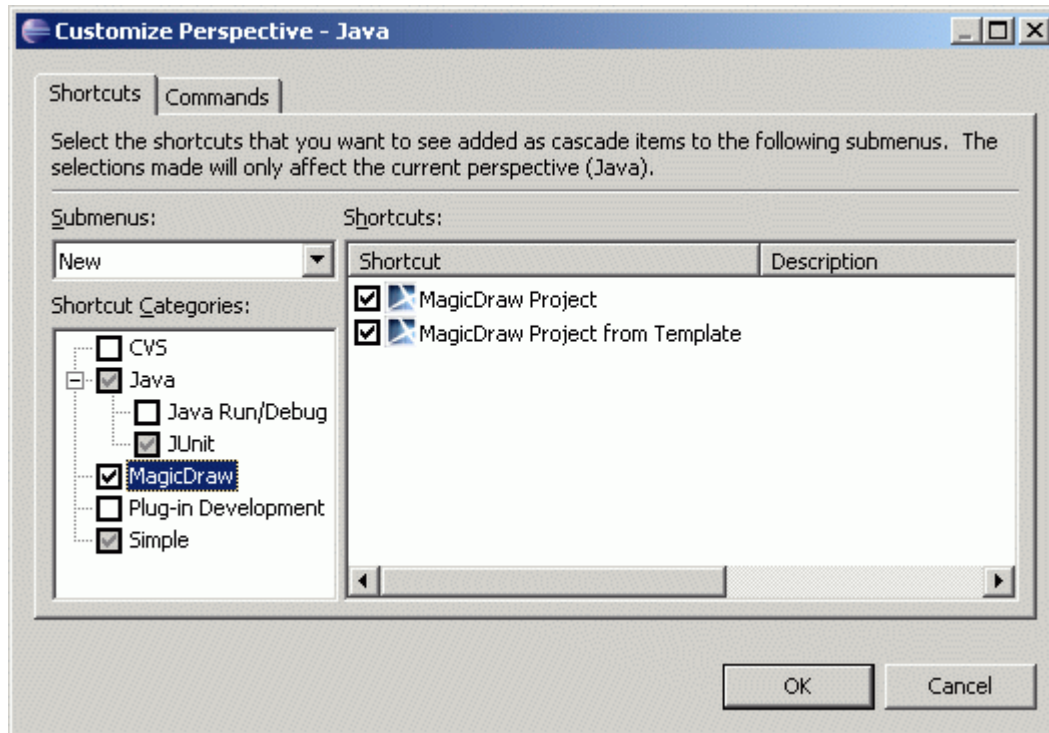 Customize Perspective - Java
Shortcuts
Commands
Select the shortcuts that you want to see added as cascade items to the following submenus. The
selections made will only affect the current perspective (Java).
Submenus:
New
Shortcut Categories:
CVS
Java
Java Run/Debug
JUnit
MagicDraw
Plug-in Development
Simple
Shortcuts:
Shortcut
Description
MagicDraw Project
MagicDraw Project from Template
OK
Cancel